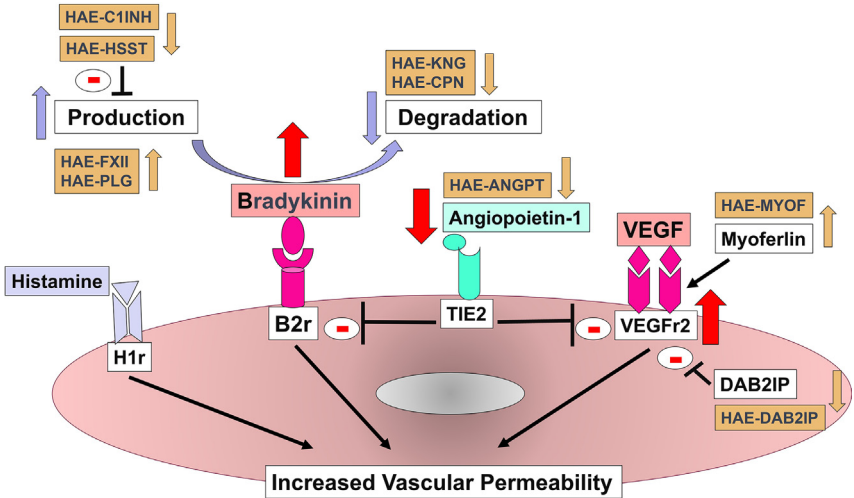 HAE-C1INH
HAE-HSST
Production
HAE-FXII
HAE-PLG
HAE-KNG
HAE-CPN
Degradation
Bradykinin
HAE-ANGPT
Angiopoietin-1
VEGF
HAE-MYOF
Myoferlin
Histamine
H1r
B2r
TIE2
VEGFr2
DAB2IP
HAE-DAB2IP
Increased Vascular Permeability